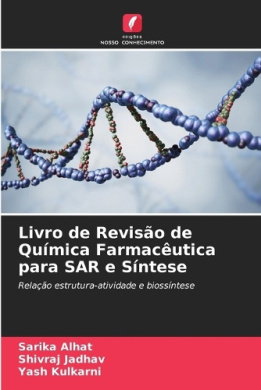 edições
NOSSO CONHECIMENTO
Livro de Revisão de
Química Farmacêutica
para SAR e Síntese
Relação estrutura-atividade e biossíntese
Sarika Alhat
Shivraj Jadhav
Yash Kulkarni